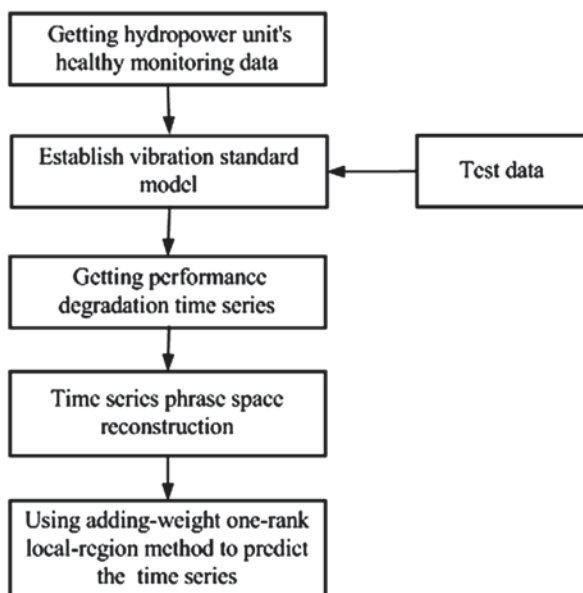 Getting hydropower unit's
healthy monitoring data
Establish vibration standard
model
Test data
Getting performance
degradation time series
Time series phrase space
reconstruction
Using adding-weight one-rank
local-region method to predict
the time series